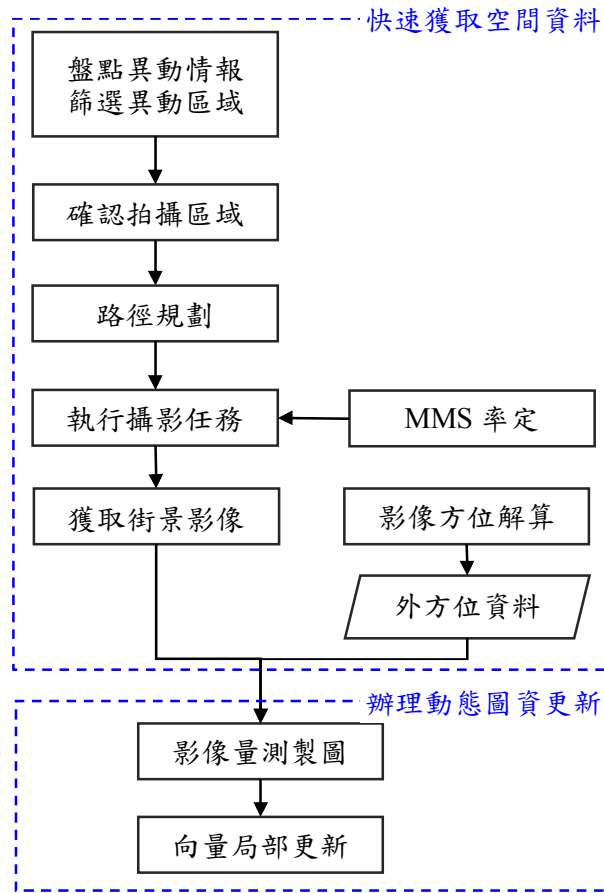 快速獲取空間資料
盤點異動情報
篩選異動區域
確認拍攝區域
路徑規劃
執行攝影任務
MMS 率定
獲取街景影像
影像方位解算
外方位資料
辦理動態圖資更新
影像量測製圖
向量局部更新